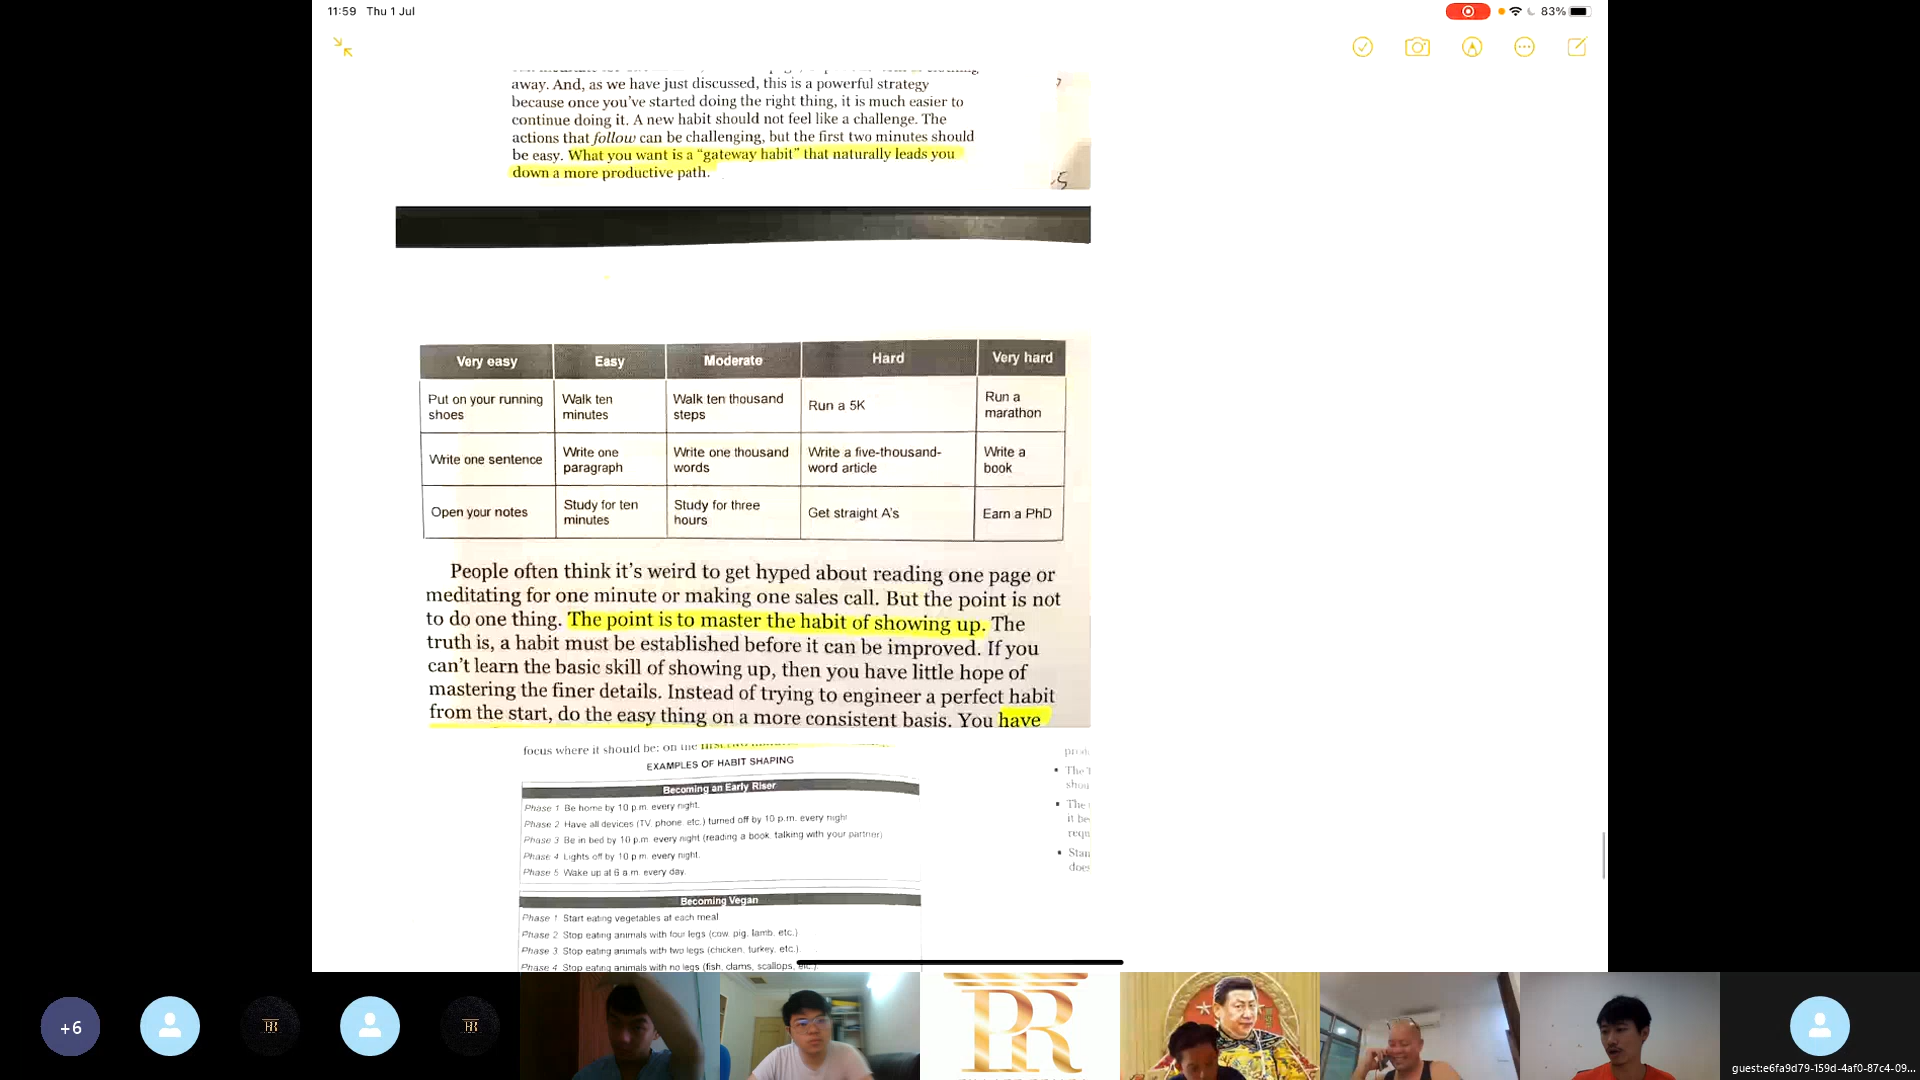 11:59 Thu 1 Jul
83%
away. And, as we have just discussed, this is a powerful strategy
because once you've started doing the right thing, it is much easier to
continue doing it. A new habit should not feel like a challenge. The
actions that follow can be challenging, but the first two minutes should
be easy. What you want is a “gateway habit” that naturally leads you
down a more productive path.
Very easy Easy Moderate Hard Very hard
Put on your running shoes Walk ten minutes Walk ten thousand steps Run a 5K Run a marathon
Write one sentence Write one paragraph Write one thousand words Write a five-thousand-word article Write a book
Open your notes Study for ten minutes Study for three hours Get straight A's Earn a PhD
People often think it's weird to get hyped about reading one page or
meditating for one minute or making one sales call. But the point is not
to do one thing. The point is to master the habit of showing up. The
truth is, a habit must be established before it can be improved. If you
can't learn the basic skill of showing up, then you have little hope of
mastering the finer details. Instead of trying to engineer a perfect habit
from the start, do the easy thing on a more consistent basis. You have
focus where it should be: on the
EXAMPLES OF HABIT SHAPING
Becoming an Early Riser
Phase 1 Be home by 10 p.m. every night.
Phase 2 Have all devices (TV, phone, etc.) turned off by 10 p.m. every night
Phase 3 Be in bed by 10 p.m. every night (reading a book, talking with your partner)
Phase 4 Lights off by 10 p.m. every night.
Phase 5 Wake up at 6 a.m. every day.
Becoming Vegan
Phase 1 Start eating vegetables at each meal
Phase 2 Stop eating animals with four legs (cow, pig, lamb, etc.)
Phase 3 Stop eating animals with two legs (chicken, turkey, etc.).
Phase 4 Stop eating animals with no legs (fish, clams, scallops, etc.).
+6
PR
guest:e6fa9d79-159d-4af0-87c4-09...